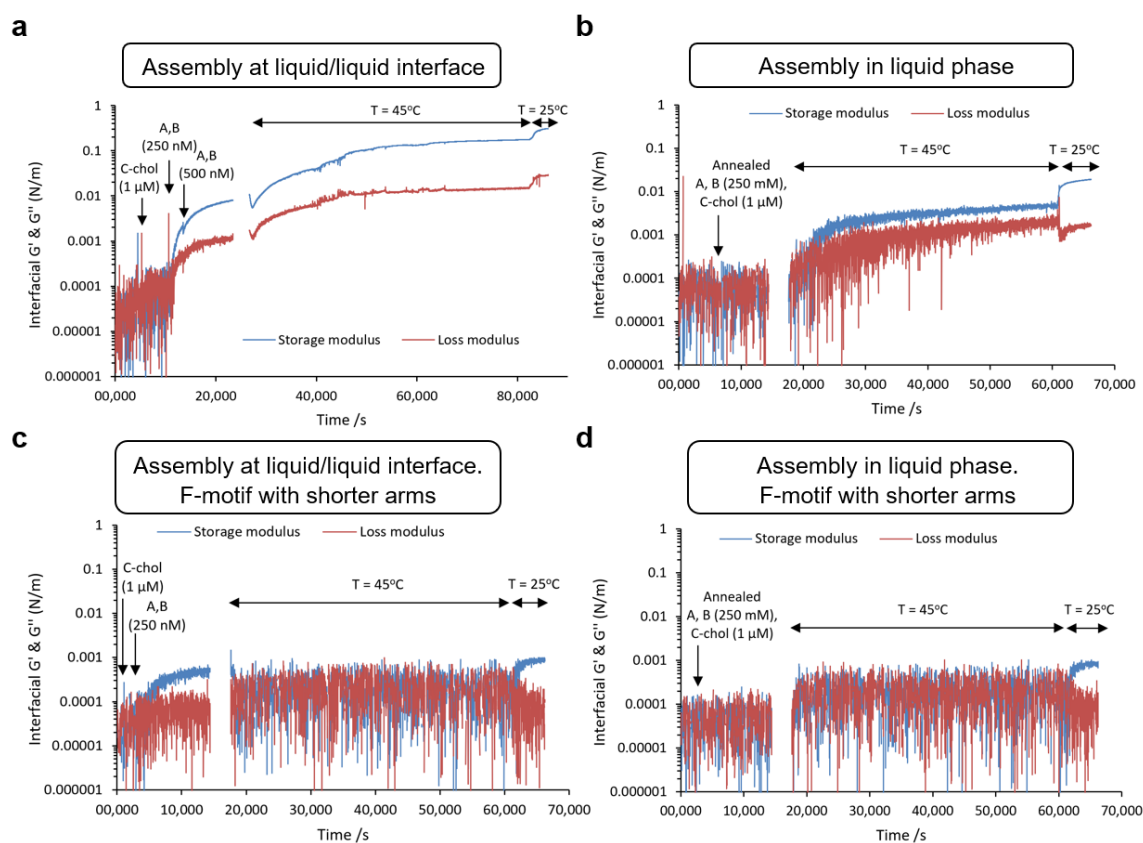 a
Assembly at liquid/liquid interface
1
0.1
0.01
0.001
0.0001
0.00001
0.000001
Interfacial G' & G'' (N/m)
C-chol
(1 µM)
A,B
(250 nM)
A,B
(500 nM)
T = 45°C
T = 25°C
Storage modulus
Loss modulus
00,000
20,000
40,000
60,000
80,000
Time /s
b
Assembly in liquid phase
1
0.1
0.01
0.001
0.0001
0.00001
0.000001
Interfacial G' & G'' (N/m)
Storage modulus
Loss modulus
Annealed
A, B (250 mM),
C-chol (1 µM)
T = 45°C
T = 25°C
00,000
10,000
20,000
30,000
40,000
50,000
60,000
70,000
Time /s
c
Assembly at liquid/liquid interface.
F-motif with shorter arms
1
0.1
0.01
0.001
0.0001
0.00001
0.000001
Interfacial G' & G'' (N/m)
Storage modulus
Loss modulus
C-chol
(1 µM)
A,B
(250 nM)
T = 45°C
T = 25°C
00,000
10,000
20,000
30,000
40,000
50,000
60,000
70,000
Time /s
d
Assembly in liquid phase.
F-motif with shorter arms
1
0.1
0.01
0.001
0.0001
0.00001
0.000001
Interfacial G' & G'' (N/m)
Storage modulus
Loss modulus
Annealed
A, B (250 mM),
C-chol (1 µM)
T = 45°C
T = 25°C
00,000
10,000
20,000
30,000
40,000
50,000
60,000
70,000
Time /s